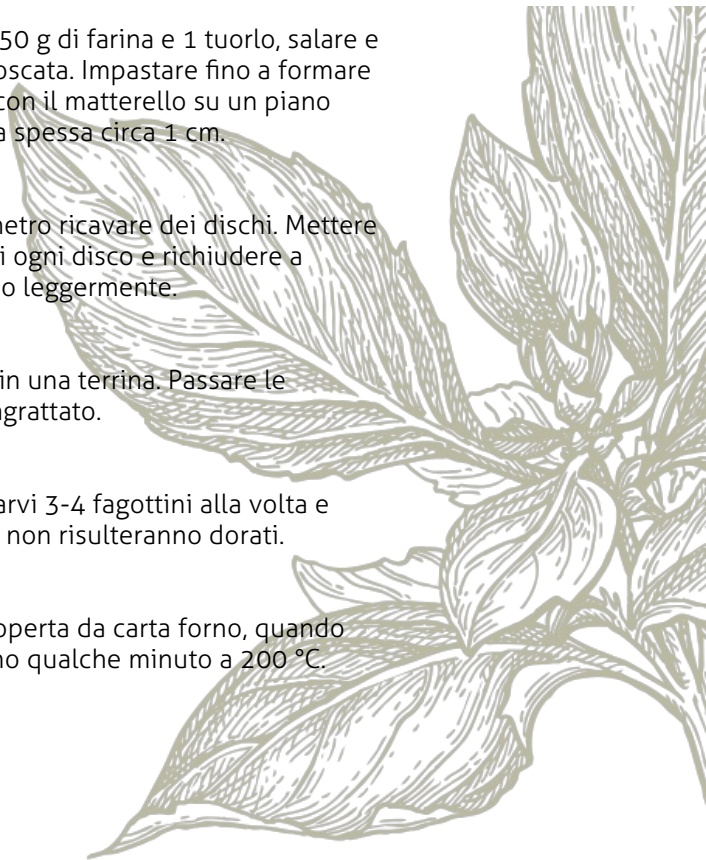 50 g di farina e 1 tuorlo, salare e
oscata. Impastare fino a formare
con il matterello su un piano
a spessa circa 1 cm.
metro ricavare dei dischi. Mettere
i ogni disco e richiudere a
o leggermente.
in una terrina. Passare le
grattato.
arvi 3-4 fagottini alla volta e
non risulteranno dorati.
operta da carta forno, quando
no qualche minuto a 200 °C.